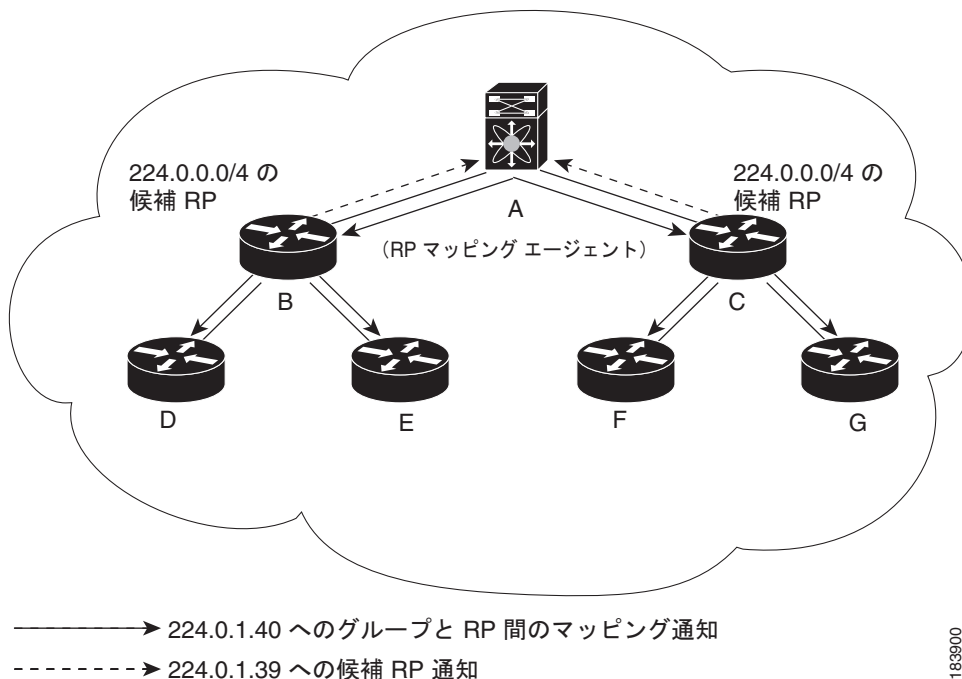 224.0.0.0/4 の
候補 RP
224.0.0.0/4 の
候補 RP
A
(RP マッピング エージェント)
B
C
D
E
F
G
224.0.1.40 へのグループと RP 間のマッピング通知
224.0.1.39 への候補 RP 通知
183900